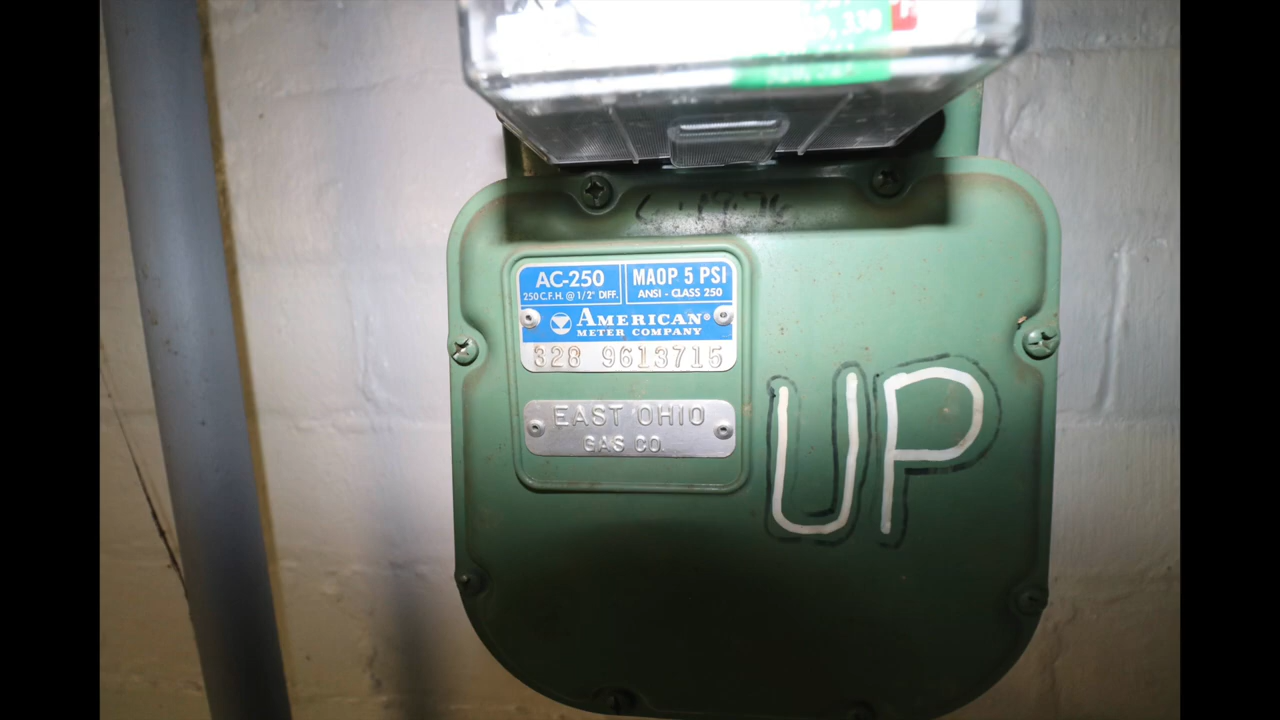 AC-250
250 C.F.H. @ 1/2" DIFF.
MAOP 5 PSI
ANSI - CLASS 250
AMERICAN®
METER COMPANY
328 9613715
EAST OHIO
GAS CO.
UP